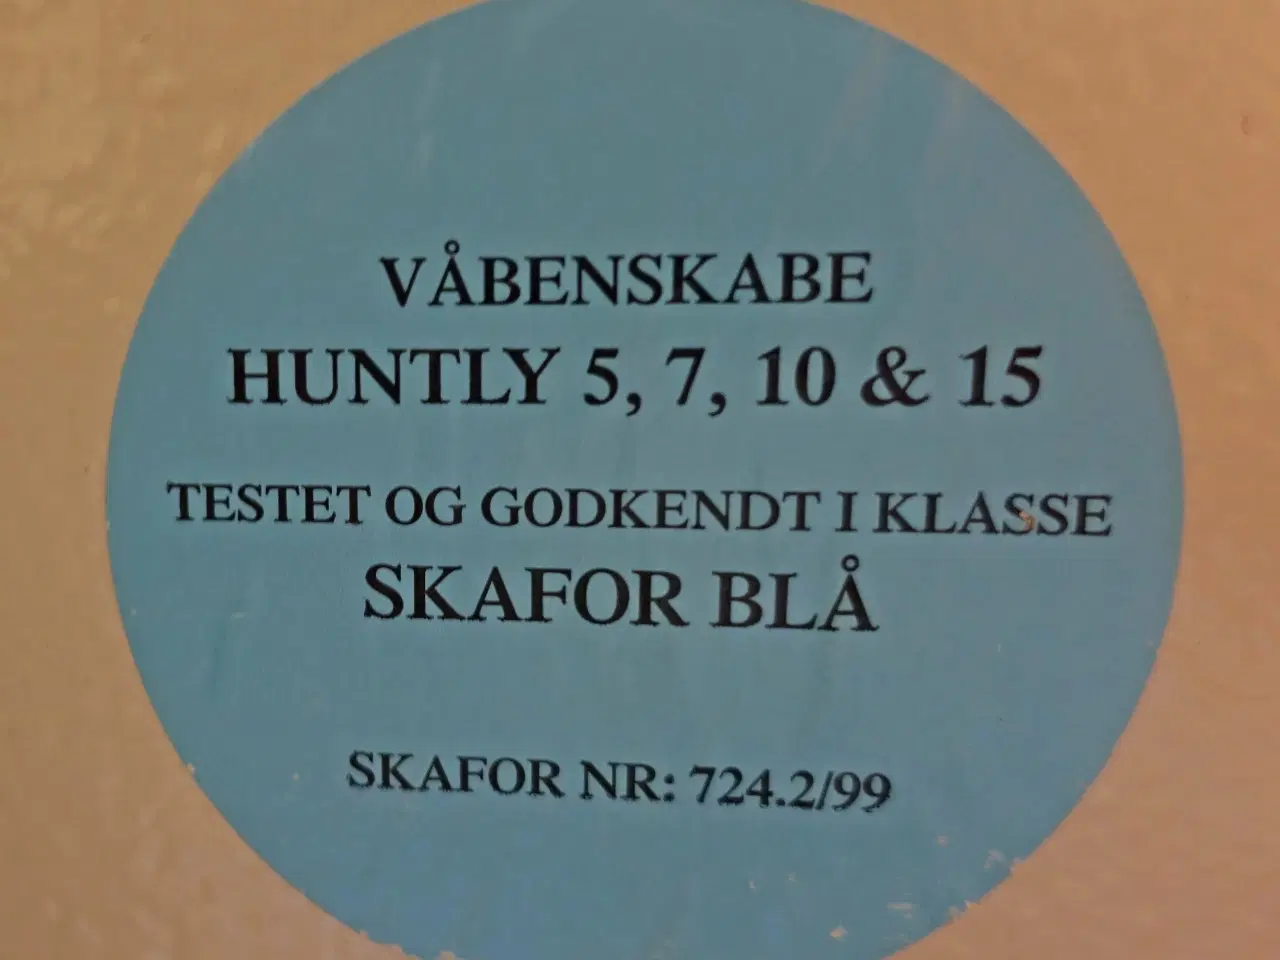 VÅBENSKABE
HUNTLY 5, 7, 10 & 15
TESTET OG GODKENDT I KLASSE
SKAFOR BLÅ
SKAFOR NR: 724.2/99